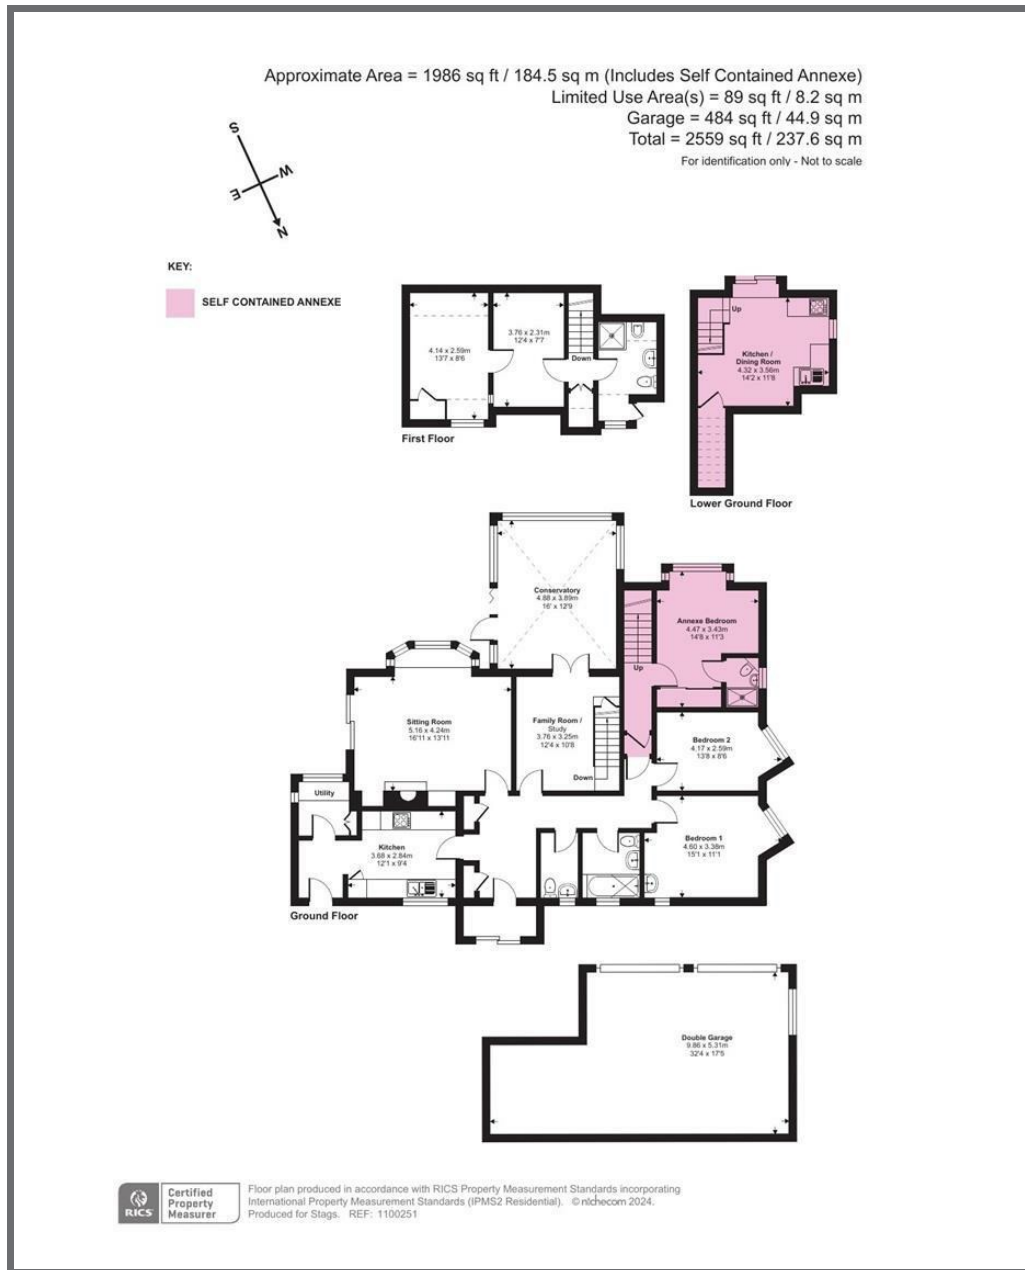 Approximate Area = 1986 sq ft / 184.5 sq m (Includes Self Contained Annexe)
Limited Use Area(s) = 89 sq ft / 8.2 sq m
Garage = 484 sq ft / 44.9 sq m
Total = 2559 sq ft / 237.6 sq m
For identification only - Not to scale
S
W
E
N
KEY:
SELF CONTAINED ANNEXE
4.14 x 2.59m
13'7 x 8'6
3.76 x 2.31m
12'4 x 7'7
Down
First Floor
Up
Kitchen /
Dining Room
4.32 x 3.56m
14'2 x 11'8
Lower Ground Floor
Conservatory
4.88 x 3.89m
16' x 12'9
Annexe Bedroom
4.47 x 3.43m
14'8 x 11'3
Up
Sitting Room
5.16 x 4.24m
16'11 x 13'11
Family Room /
Study
3.76 x 3.25m
12'4 x 10'8
Down
Bedroom 2
4.17 x 2.59m
13'8 x 8'6
Utility
Kitchen
3.68 x 2.84m
12'1 x 9'4
Bedroom 1
4.60 x 3.38m
15'1 x 11'1
Ground Floor
Double Garage
9.86 x 5.31m
32'4 x 17'5
RICS
Certified
Property
Measurer
Floor plan produced in accordance with RICS Property Measurement Standards incorporating
International Property Measurement Standards (IPMS2 Residential). © ntchecom 2024.
Produced for Stags. REF: 1100251